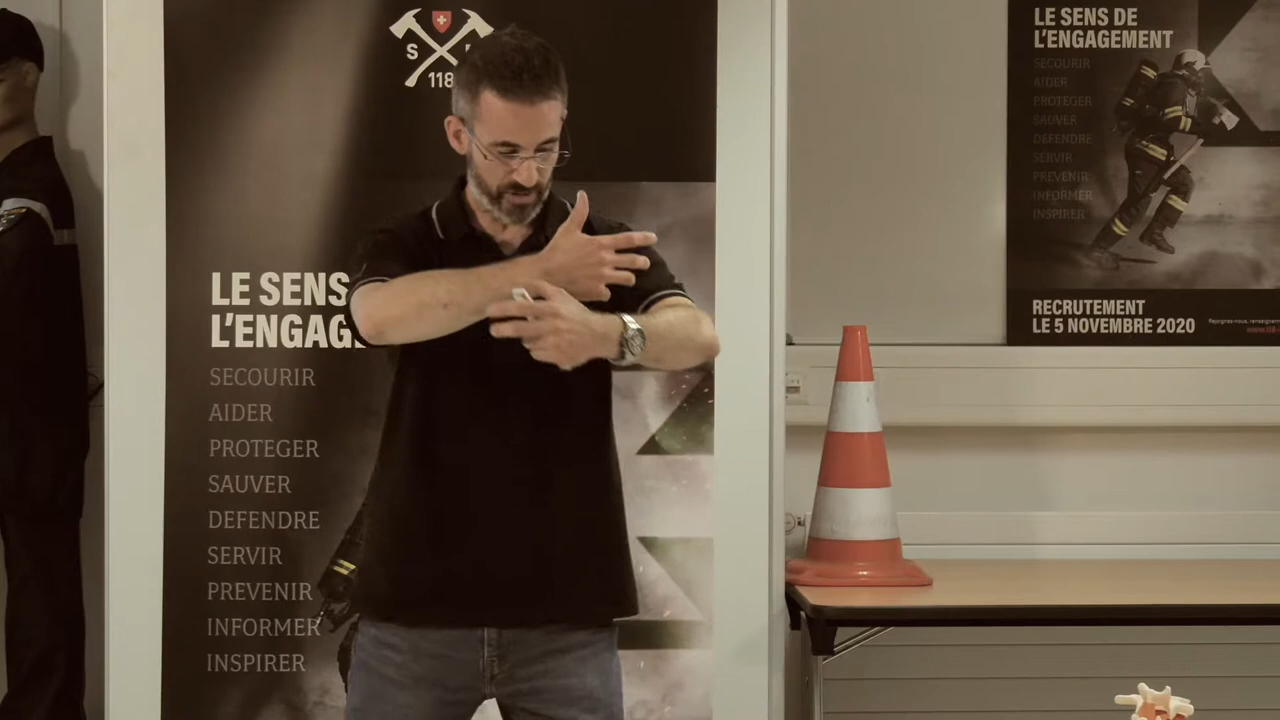 S
118
LE SENS
L'ENGAG
SECOURIR
AIDER
PROTEGER
SAUVER
DEFENDRE
SERVIR
PREVENIR
INFORMER
INSPIRER
LE SENS DE
L'ENGAGEMENT
SECOURIR
AIDER
PROTEGER
SAUVER
DEFENDRE
SERVIR
PREVENIR
INFORMER
INSPIRER
RECRUTEMENT
LE 5 NOVEMBRE 2020